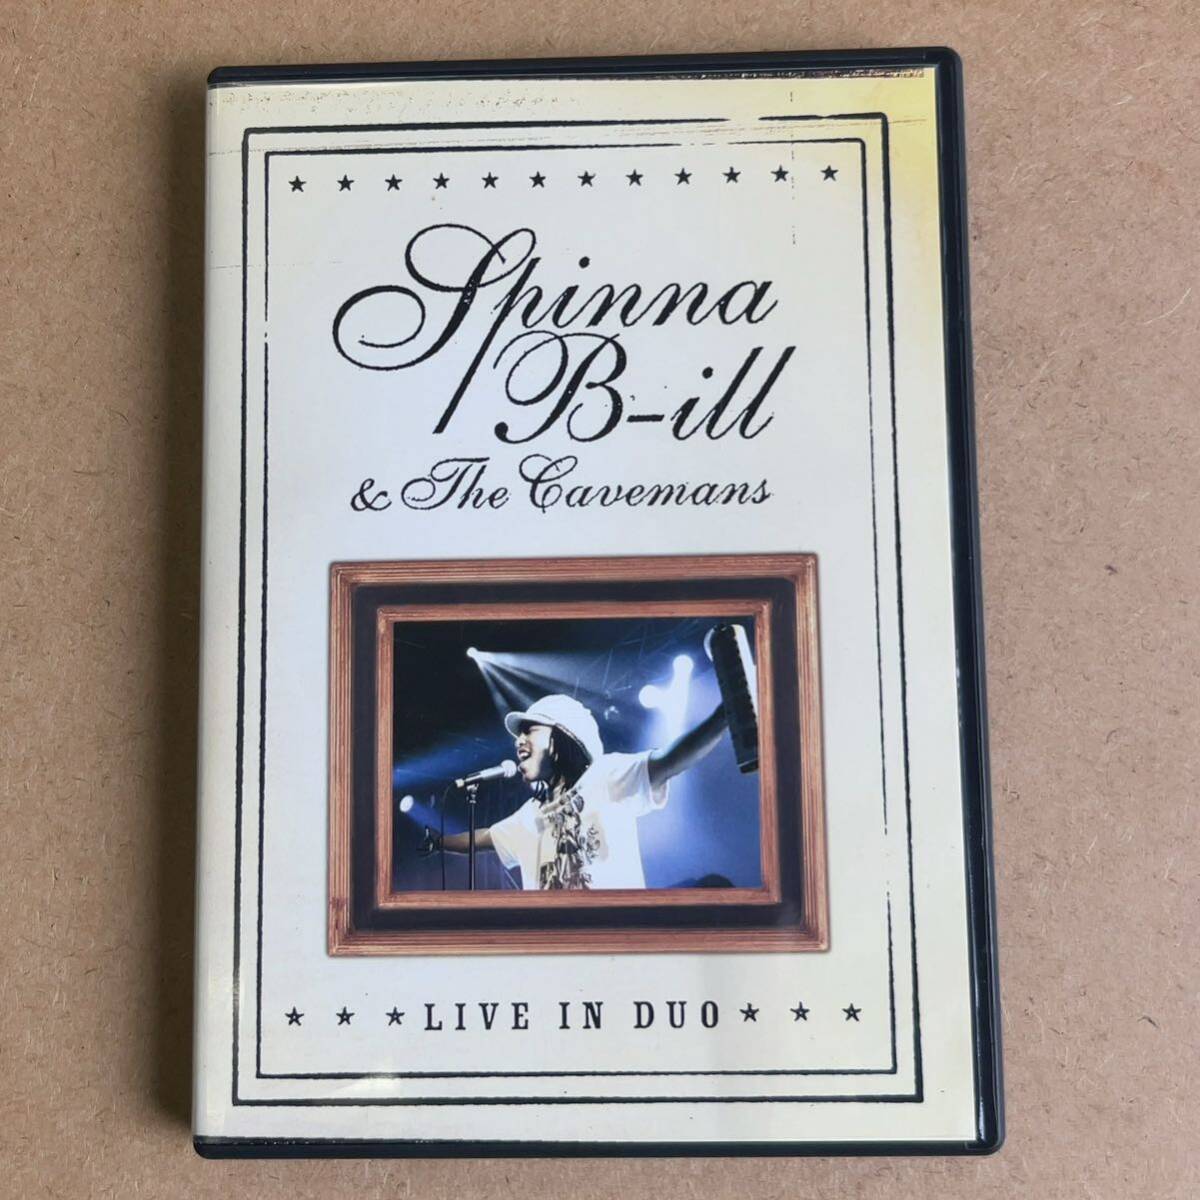 Spinna
B-ill
& The Cavemans
LIVE IN DUO